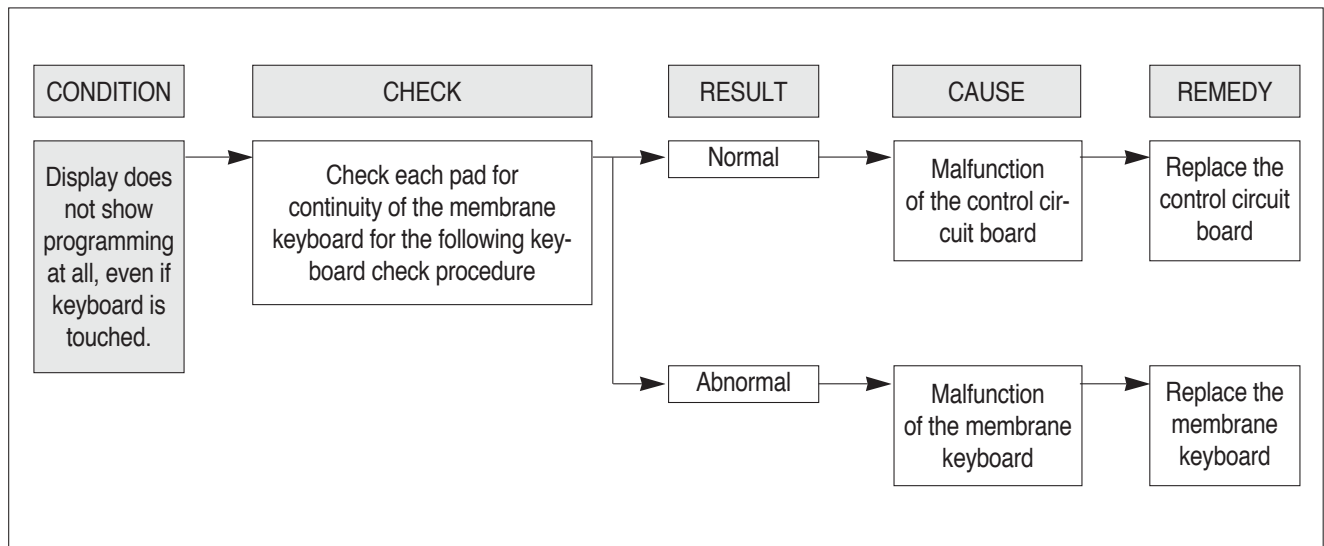 CONDITION
CHECK
RESULT
CAUSE
REMEDY
Display does
not show
programming
at all, even if
keyboard is
touched.
Check each pad for
continuity of the membrane
keyboard for the following key-
board check procedure
Normal
Malfunction
of the control cir-
cuit board
Replace the
control circuit
board
Abnormal
Malfunction
of the membrane
keyboard
Replace the
membrane
keyboard